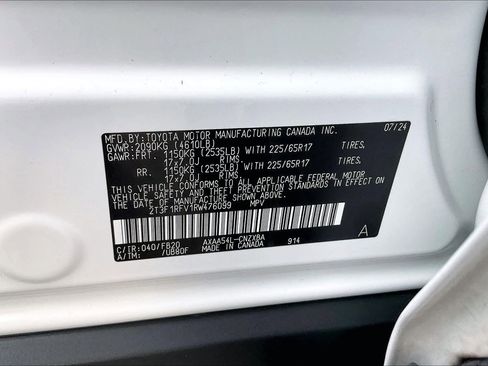 MFD.BY:TOYOTA MOTOR MANUFACTURING CANADA INC. 07/24
GVWR:2090KG (4610LB)
GAWR:FRT. 1150KG (2535LB) WITH 225/65R17 TIRES.
17x7.0J RIMS.
RR. 1150KG (2535LB) WITH 225/65R17 TIRES.
17x7.0J RIMS.
THIS VEHICLE CONFORMS TO ALL APPLICABLE FEDERAL MOTOR
VEHICLE SAFETY AND THEFT PREVENTION STANDARDS IN EFFECT ON
THE DATE OF MANUFACTURE SHOWN ABOVE.
2T3F1RFV1RW476099 MPV
C/TR:040/FB20 AXAA54L-CNZXBA 914
A/TM: /UB80F MADE IN CANADA A